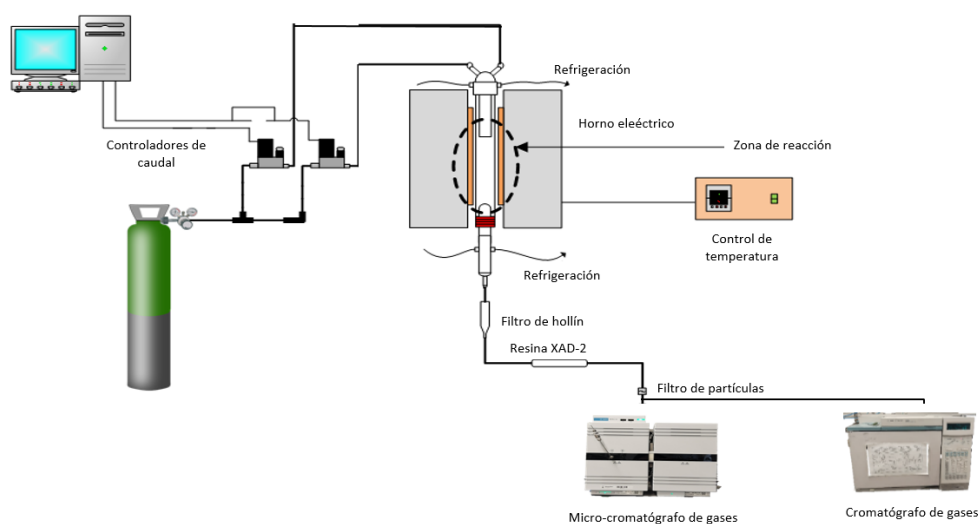 Refrigeración
Horno eleéctrico
Controladores de
caudal
Zona de reacción
Control de
temperatura
Refrigeración
Filtro de hollín
Resina XAD-2
Filtro de partículas
Micro-cromatógrafo de gases
Cromatógrafo de gases